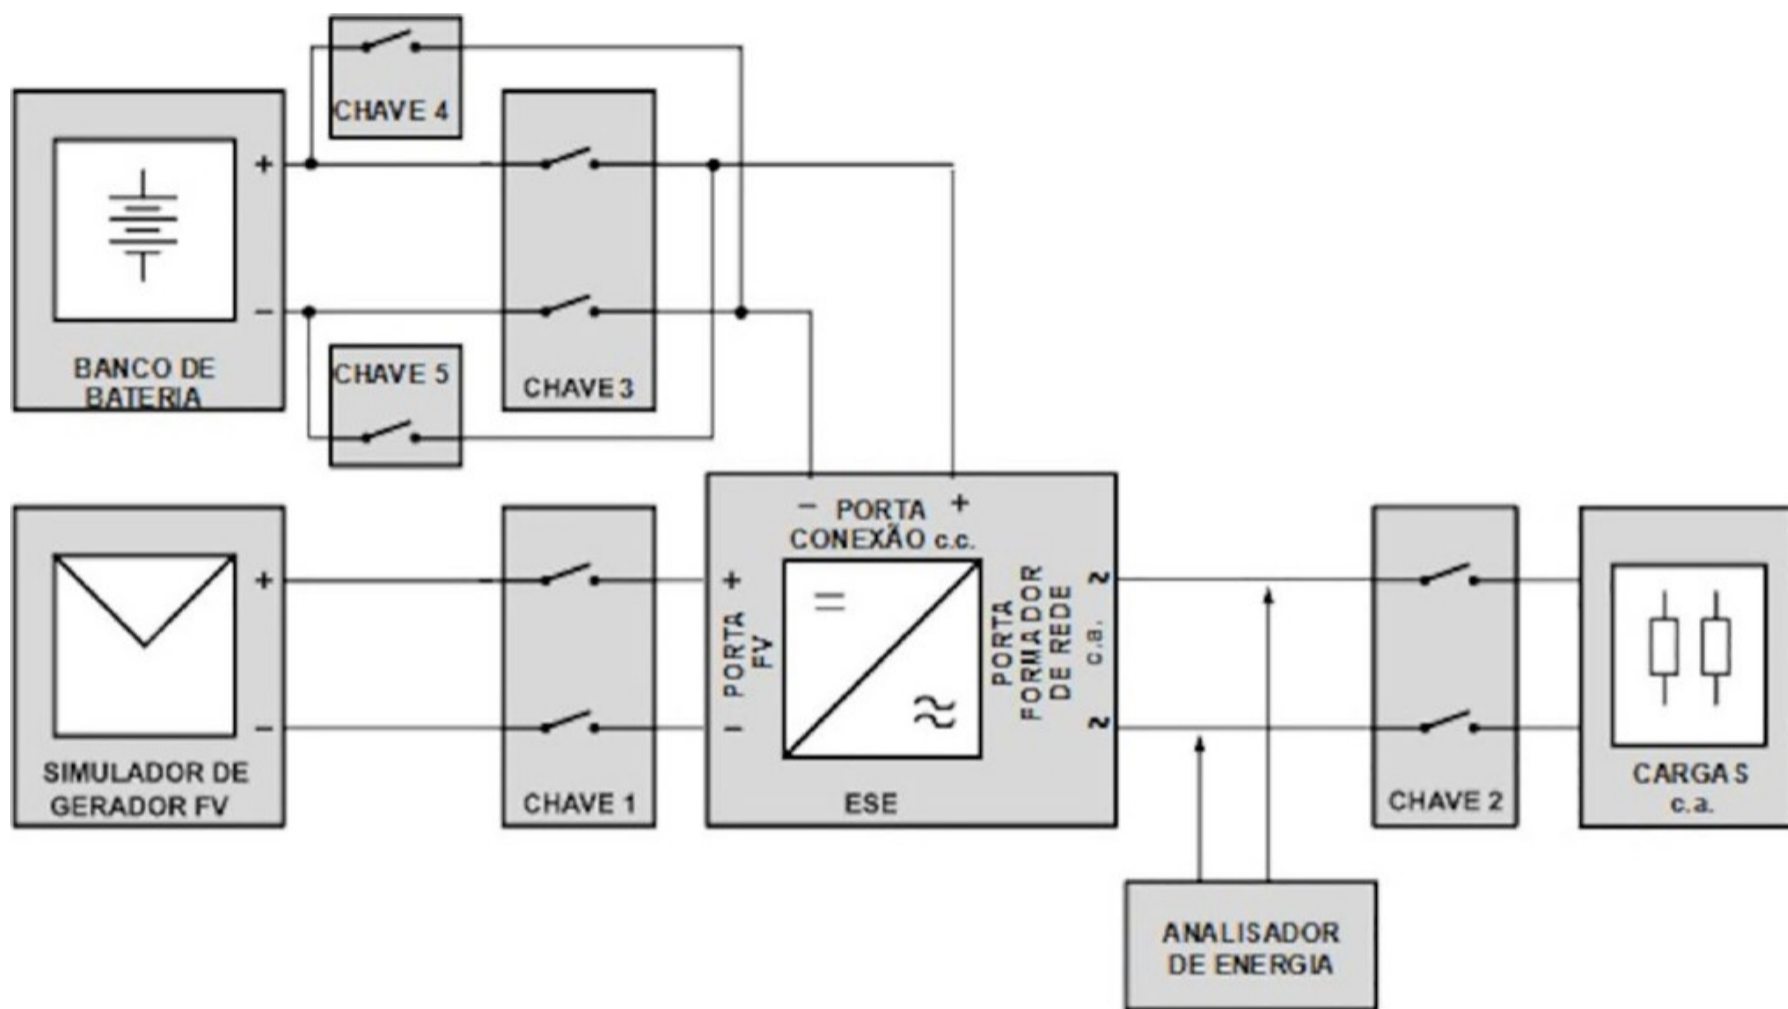 CHAVE 4
+
−
BANCO DE
BATERIA
CHAVE 5
CHAVE 3
+
−
SIMULADOR DE
GERADOR FV
CHAVE 1
− PORTA +
CONEXÃO c.c.
+
PORTA
FV
−
PORTA
FORMADOR
DE REDE
c.a.
ESE
CHAVE 2
CARGAS
c.a.
ANALISADOR
DE ENERGIA